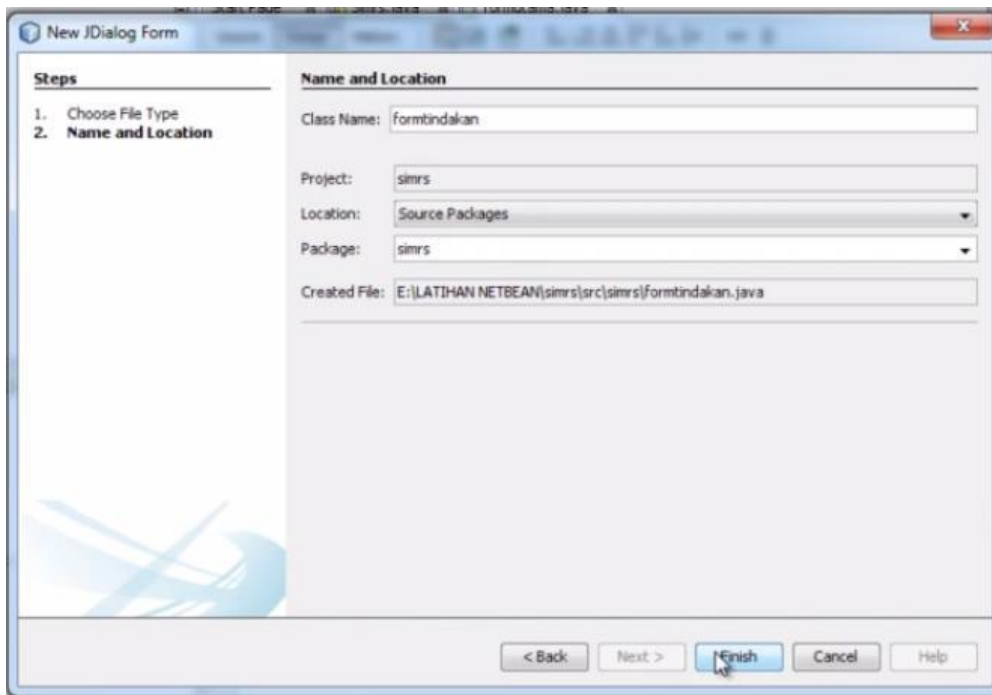 Start Page
New JDialog Form
Steps
1. Choose File Type
2. Name and Location
Name and Location
Class Name: formtindakan
Project: simrs
Location: Source Packages
Package: simrs
Created File: E:\LATIHAN NETBEAN\simrs\src\simrs\formtindakan.java
< Back
Next >
Finish
Cancel
Help